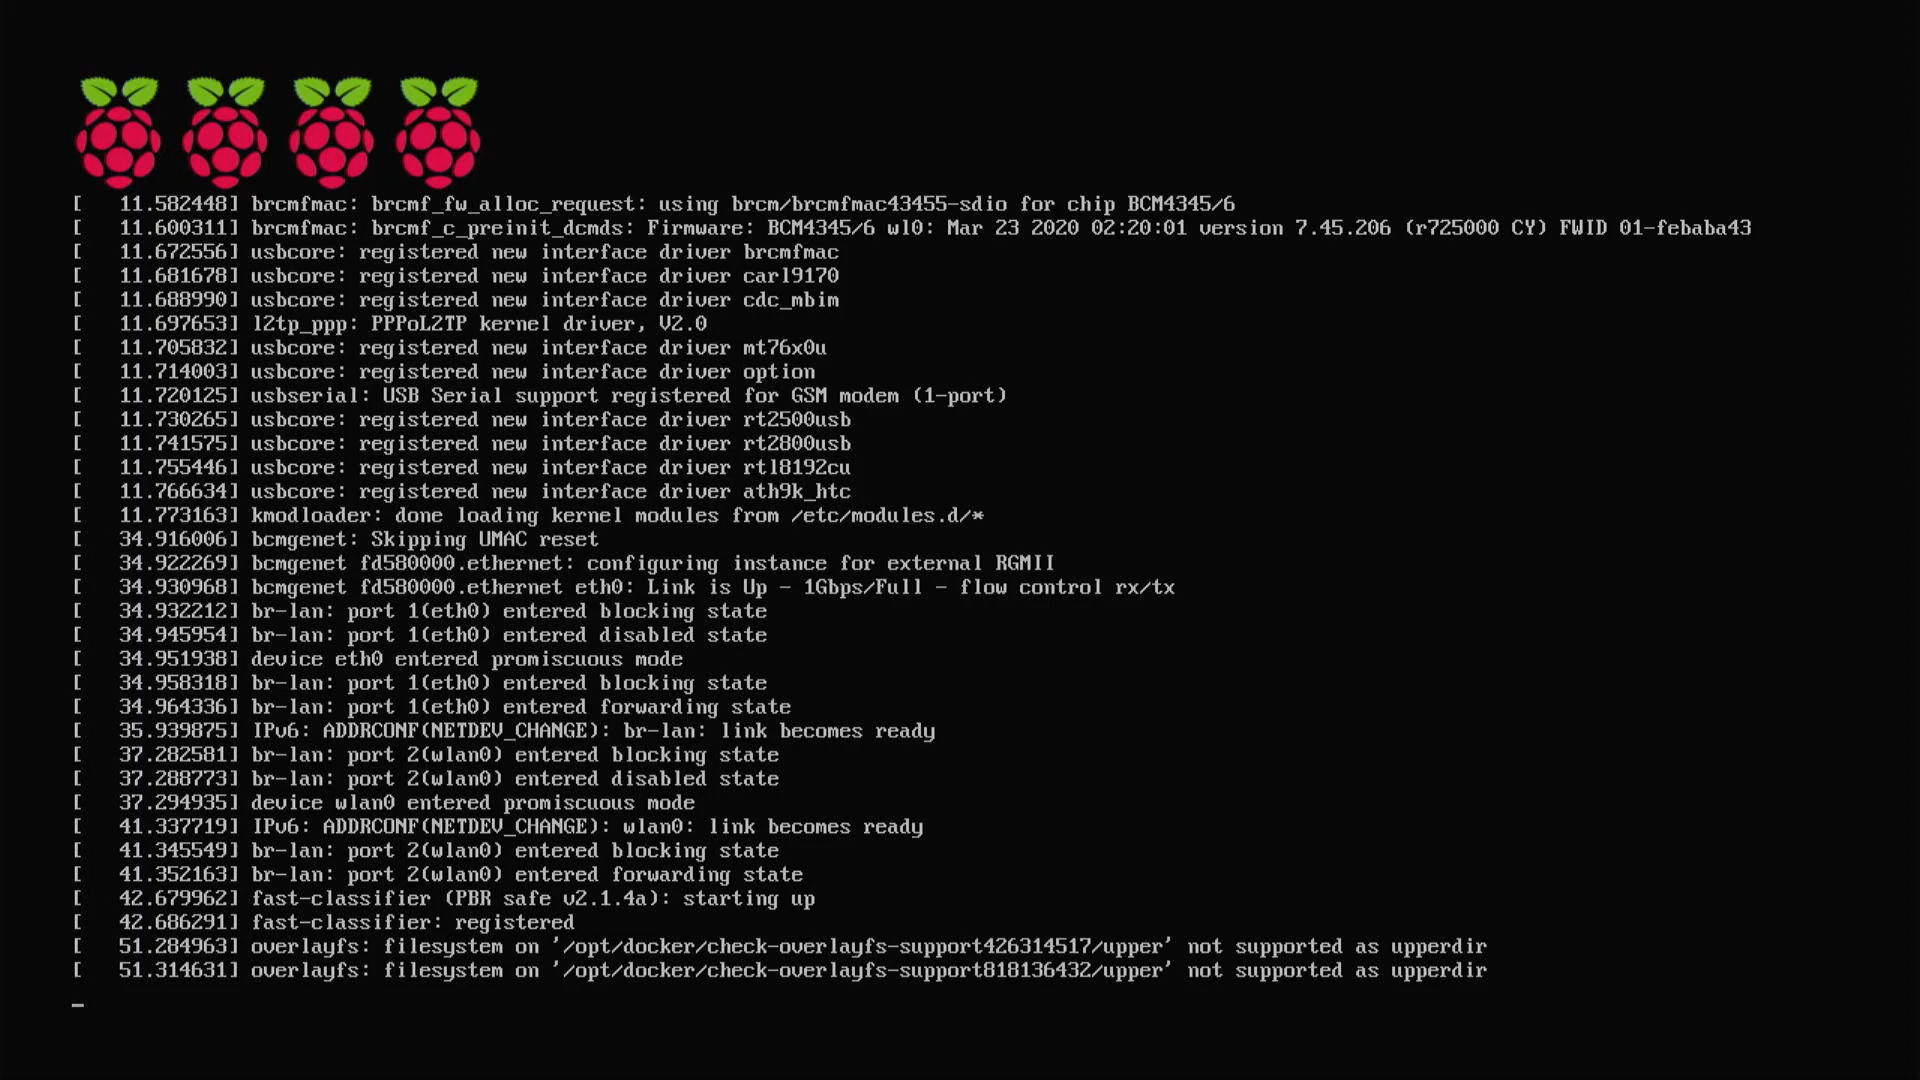 [   11.582448] brcmfmac: brcmf_fw_alloc_request: using brcm/brcmfmac43455-sdio for chip BCM4345/6
[   11.600311] brcmfmac: brcmf_c_preinit_dcmds: Firmware: BCM4345/6 wl0: Mar 23 2020 02:20:01 version 7.45.206 (r725000 CY) FWID 01-febaba43
[   11.672556] usbcore: registered new interface driver brcmfmac
[   11.681678] usbcore: registered new interface driver carl9170
[   11.688990] usbcore: registered new interface driver cdc_mbim
[   11.697653] l2tp_ppp: PPPoL2TP kernel driver, V2.0
[   11.705832] usbcore: registered new interface driver mt76x0u
[   11.714003] usbcore: registered new interface driver option
[   11.720125] usbserial: USB Serial support registered for GSM modem (1-port)
[   11.730265] usbcore: registered new interface driver rt2500usb
[   11.741575] usbcore: registered new interface driver rt2800usb
[   11.755446] usbcore: registered new interface driver rtl8192cu
[   11.766634] usbcore: registered new interface driver ath9k_htc
[   11.773163] kmodloader: done loading kernel modules from /etc/modules.d/*
[   34.916006] bcmgenet: Skipping UMAC reset
[   34.922269] bcmgenet fd580000.ethernet: configuring instance for external RGMII
[   34.930968] bcmgenet fd580000.ethernet eth0: Link is Up - 1Gbps/Full - flow control rx/tx
[   34.932212] br-lan: port 1(eth0) entered blocking state
[   34.945954] br-lan: port 1(eth0) entered disabled state
[   34.951938] device eth0 entered promiscuous mode
[   34.958318] br-lan: port 1(eth0) entered blocking state
[   34.964336] br-lan: port 1(eth0) entered forwarding state
[   35.939875] IPv6: ADDRCONF(NETDEV_CHANGE): br-lan: link becomes ready
[   37.282581] br-lan: port 2(wlan0) entered blocking state
[   37.288773] br-lan: port 2(wlan0) entered disabled state
[   37.294935] device wlan0 entered promiscuous mode
[   41.337719] IPv6: ADDRCONF(NETDEV_CHANGE): wlan0: link becomes ready
[   41.345549] br-lan: port 2(wlan0) entered blocking state
[   41.352163] br-lan: port 2(wlan0) entered forwarding state
[   42.679962] fast-classifier (PBR safe v2.1.4a): starting up
[   42.686291] fast-classifier: registered
[   51.284963] overlayfs: filesystem on '/opt/docker/check-overlayfs-support426314517/upper' not supported as upperdir
[   51.314631] overlayfs: filesystem on '/opt/docker/check-overlayfs-support818136432/upper' not supported as upperdir
_